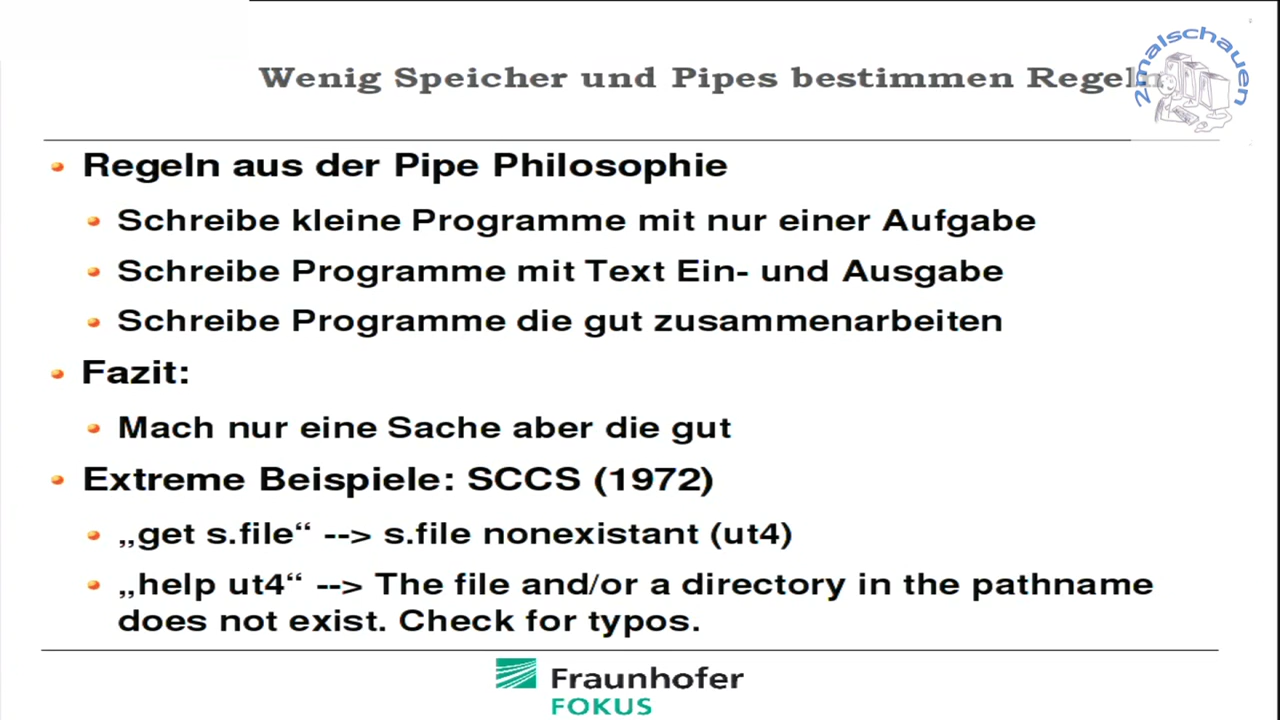 Wenig Speicher und Pipes bestimmen Regeln
2malschauen
Regeln aus der Pipe Philosophie
Schreibe kleine Programme mit nur einer Aufgabe
Schreibe Programme mit Text Ein- und Ausgabe
Schreibe Programme die gut zusammenarbeiten
Fazit:
Mach nur eine Sache aber die gut
Extreme Beispiele: SCCS (1972)
„get s.file“ --> s.file nonexistant (ut4)
„help ut4“ --> The file and/or a directory in the pathname
does not exist. Check for typos.
Fraunhofer
FOKUS